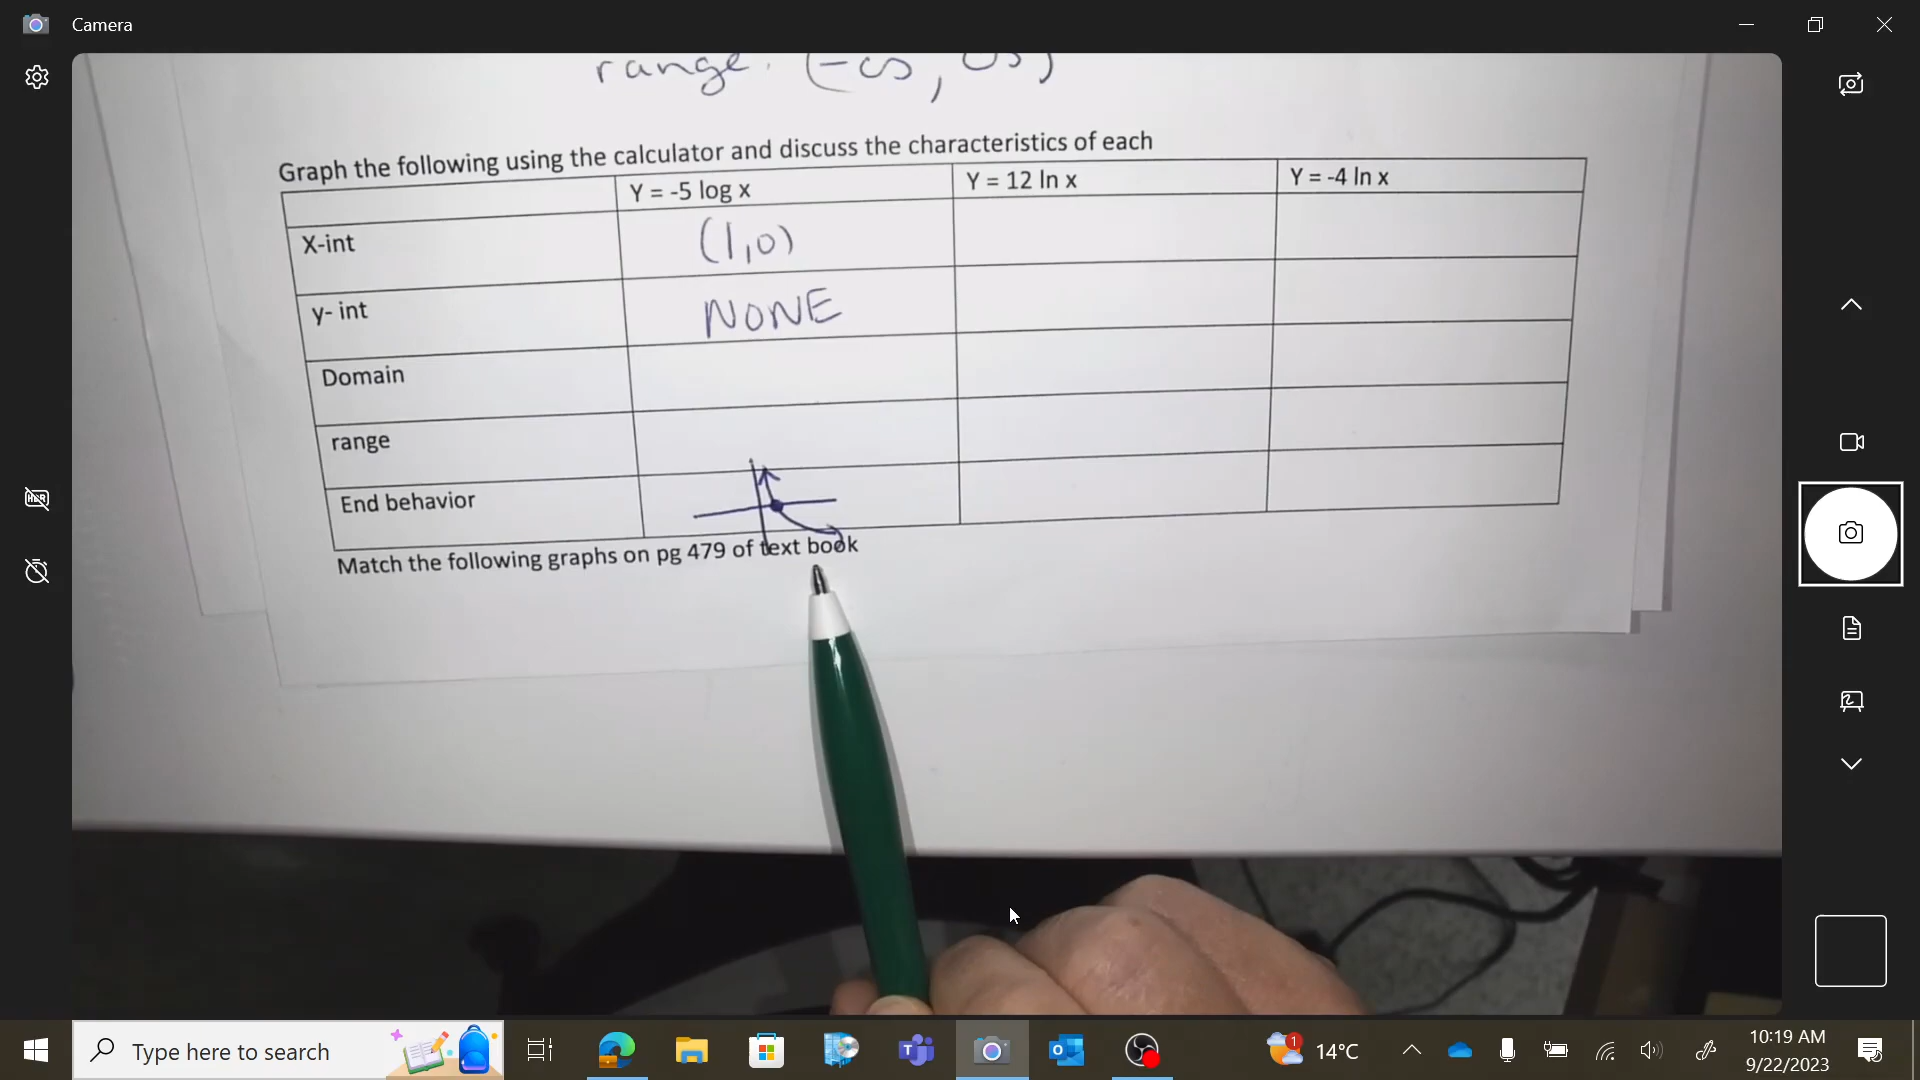 Camera
range: (-∞, ∞)
Graph the following using the calculator and discuss the characteristics of each
Y = -5 log x
Y = 12 ln x
Y = -4 ln x
X-int
(1,0)
y- int
NONE
Domain
range
End behavior
Match the following graphs on pg 479 of text book
HDR
Type here to search
1
14°C
10:19 AM
9/22/2023